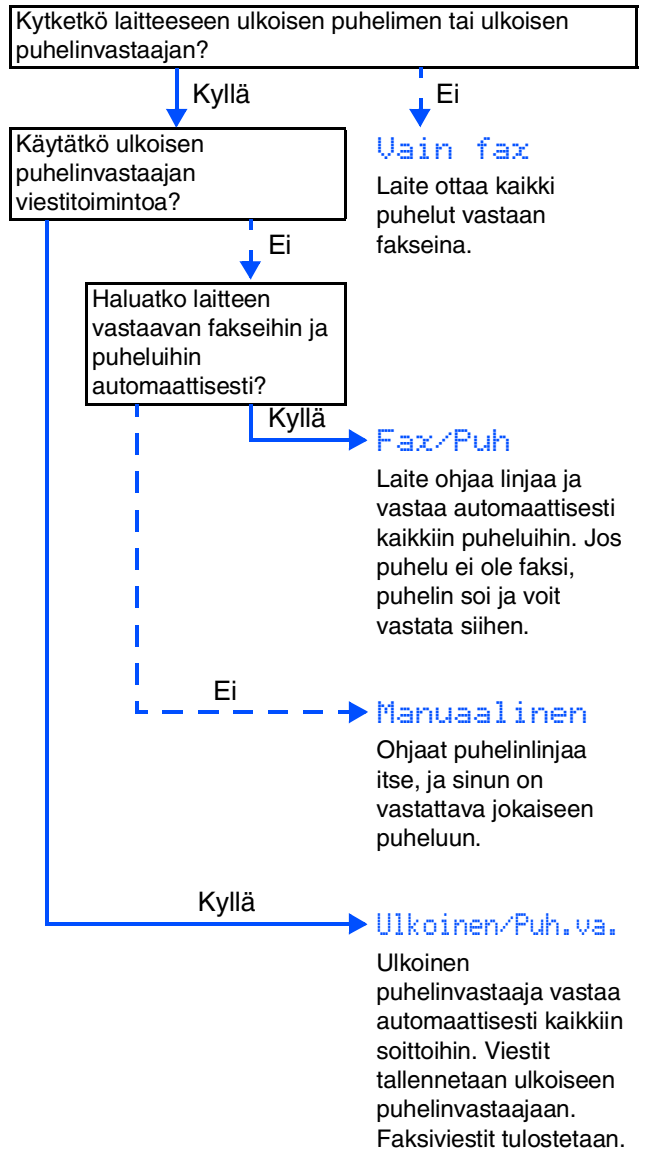 Kytketkö laitteeseen ulkoisen puhelimen tai ulkoisen
puhelinvastaajan?
Kyllä
Ei
Käytätkö ulkoisen
puhelinvastaajan
viestitoimintoa?
Vain fax
Laite ottaa kaikki
puhelut vastaan
fakseina.
Ei
Haluatko laitteen
vastaavan fakseihin ja
puheluihin
automaattisesti?
Kyllä
Fax/Puh
Laite ohjaa linjaa ja
vastaa automaattisesti
kaikkiin puheluihin. Jos
puhelu ei ole faksi,
puhelin soi ja voit
vastata siihen.
Ei
Manuaalinen
Ohjaat puhelinlinjaa
itse, ja sinun on
vastattava jokaiseen
puheluun.
Kyllä
Ulkoinen/Puh.va.
Ulkoinen
puhelinvastaaja vastaa
automaattisesti kaikkiin
soittoihin. Viestit
tallennetaan ulkoiseen
puhelinvastaajaan.
Faksiviestit tulostetaan.